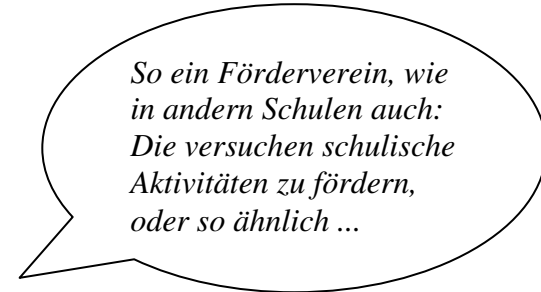 So ein Förderverein, wie
in andern Schulen auch:
Die versuchen schulische
Aktivitäten zu fördern,
oder so ähnlich ...